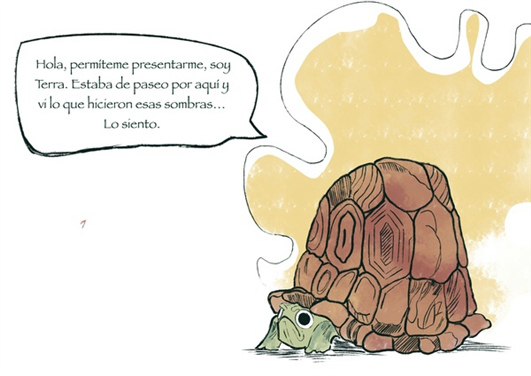 Hola, permíteme presentarme, soy
Terra. Estaba de paseo por aquí y
vi lo que hicieron esas sombras...
Lo siento.